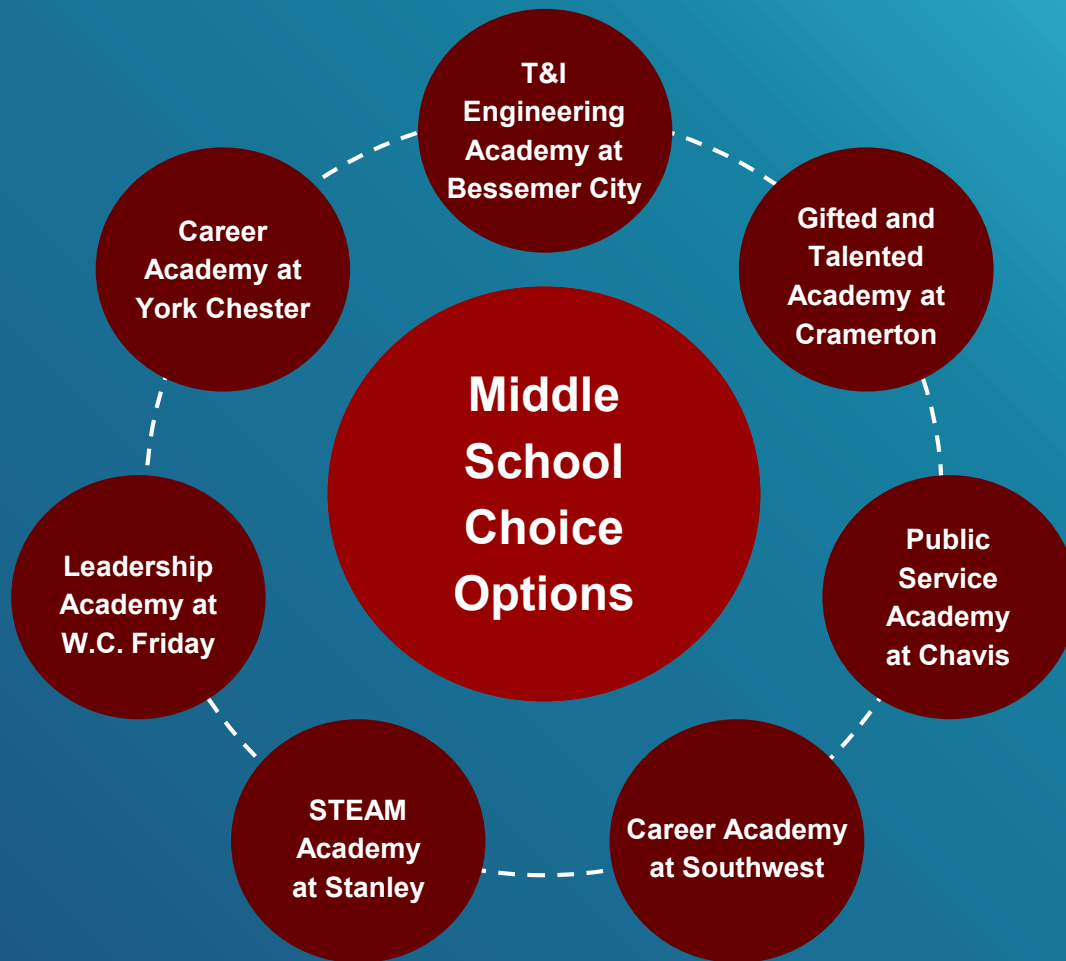 T&I
Engineering
Academy at
Bessemer City
Gifted and
Talented
Academy at
Cramerton
Public
Service
Academy
at Chavis
Career Academy
at Southwest
STEAM
Academy
at Stanley
Leadership
Academy at
W.C. Friday
Career
Academy at
York Chester
Middle
School
Choice
Options